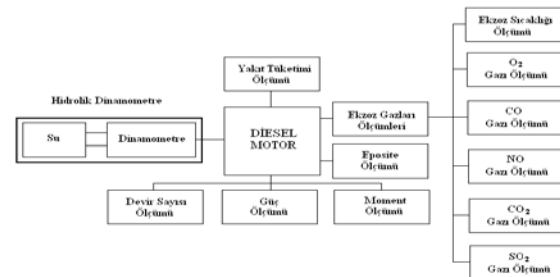 Hidrolik Dinamometre
Su
Dinamometre
Yakıt Tüketimi
Ölçümü
DİESEL
MOTOR
Ekzoz Gazları
Ölçümleri
Eposite
Ölçümü
Devir Sayısı
Ölçümü
Güç
Ölçümü
Moment
Ölçümü
Ekzoz Sıcaklığı
Ölçümü
O₂
Gazı Ölçümü
CO
Gazı Ölçümü
NO
Gazı Ölçümü
CO₂
Gazı Ölçümü
SO₂
Gazı Ölçümü